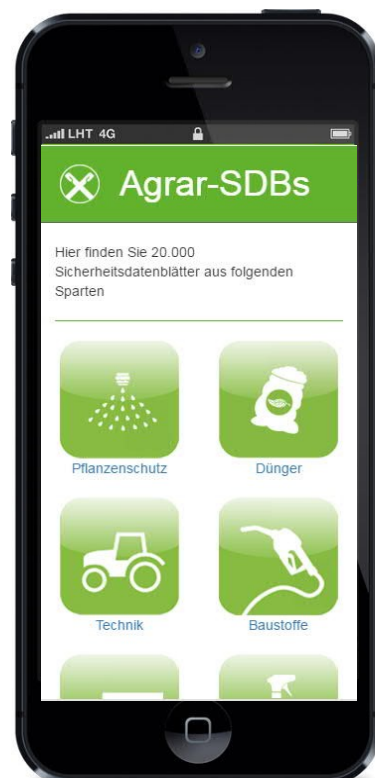 LHT 4G
Agrar-SDBs
Hier finden Sie 20.000
Sicherheitsdatenblätter aus folgenden
Sparten
Pflanzenschutz
Dünger
Technik
Baustoffe